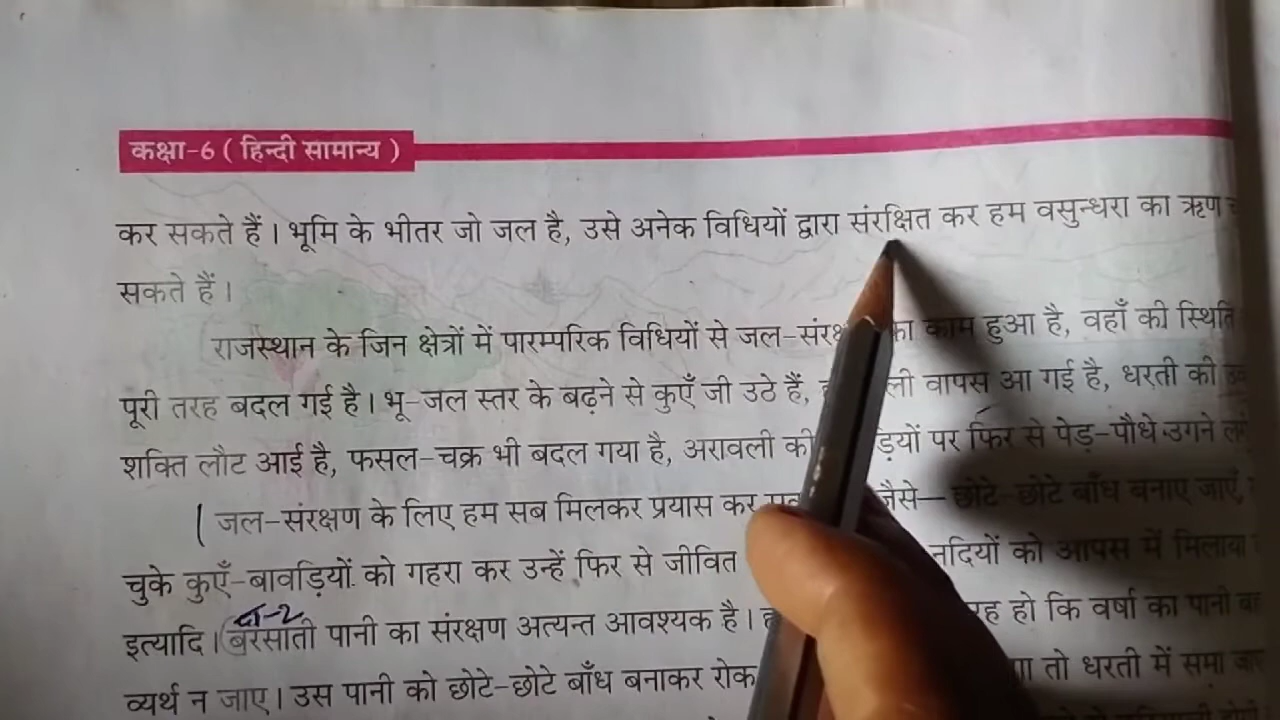 कक्षा-6 ( हिन्दी सामान्य )
कर सकते हैं। भूमि के भीतर जो जल है, उसे अनेक विधियों द्वारा संरक्षित कर हम वसुन्धरा का ऋण
सकते हैं।
राजस्थान के जिन क्षेत्रों में पारम्परिक विधियों से जल-संरक्षण का काम हुआ है, वहाँ की स्थिति
पूरी तरह बदल गई है। भू-जल स्तर के बढ़ने से कुएँ जी उठे हैं, वापस आ गई है, धरती की
शक्ति लौट आई है, फसल-चक्र भी बदल गया है, अरावली की पर फिर से पेड़-पौधे उगने लगे
जल-संरक्षण के लिए हम सब मिलकर प्रयास कर जैसे— छोटे-छोटे बाँध बनाए जाएँ,
चुके कुएँ-बावड़ियों को गहरा कर उन्हें फिर से जीवित नदियों को आपस में मिलाया
इत्यादि। बरसाती पानी का संरक्षण अत्यन्त आवश्यक है। हो कि वर्षा का पानी
व्यर्थ न जाए। उस पानी को छोटे-छोटे बाँध बनाकर रोक तो धरती में समा